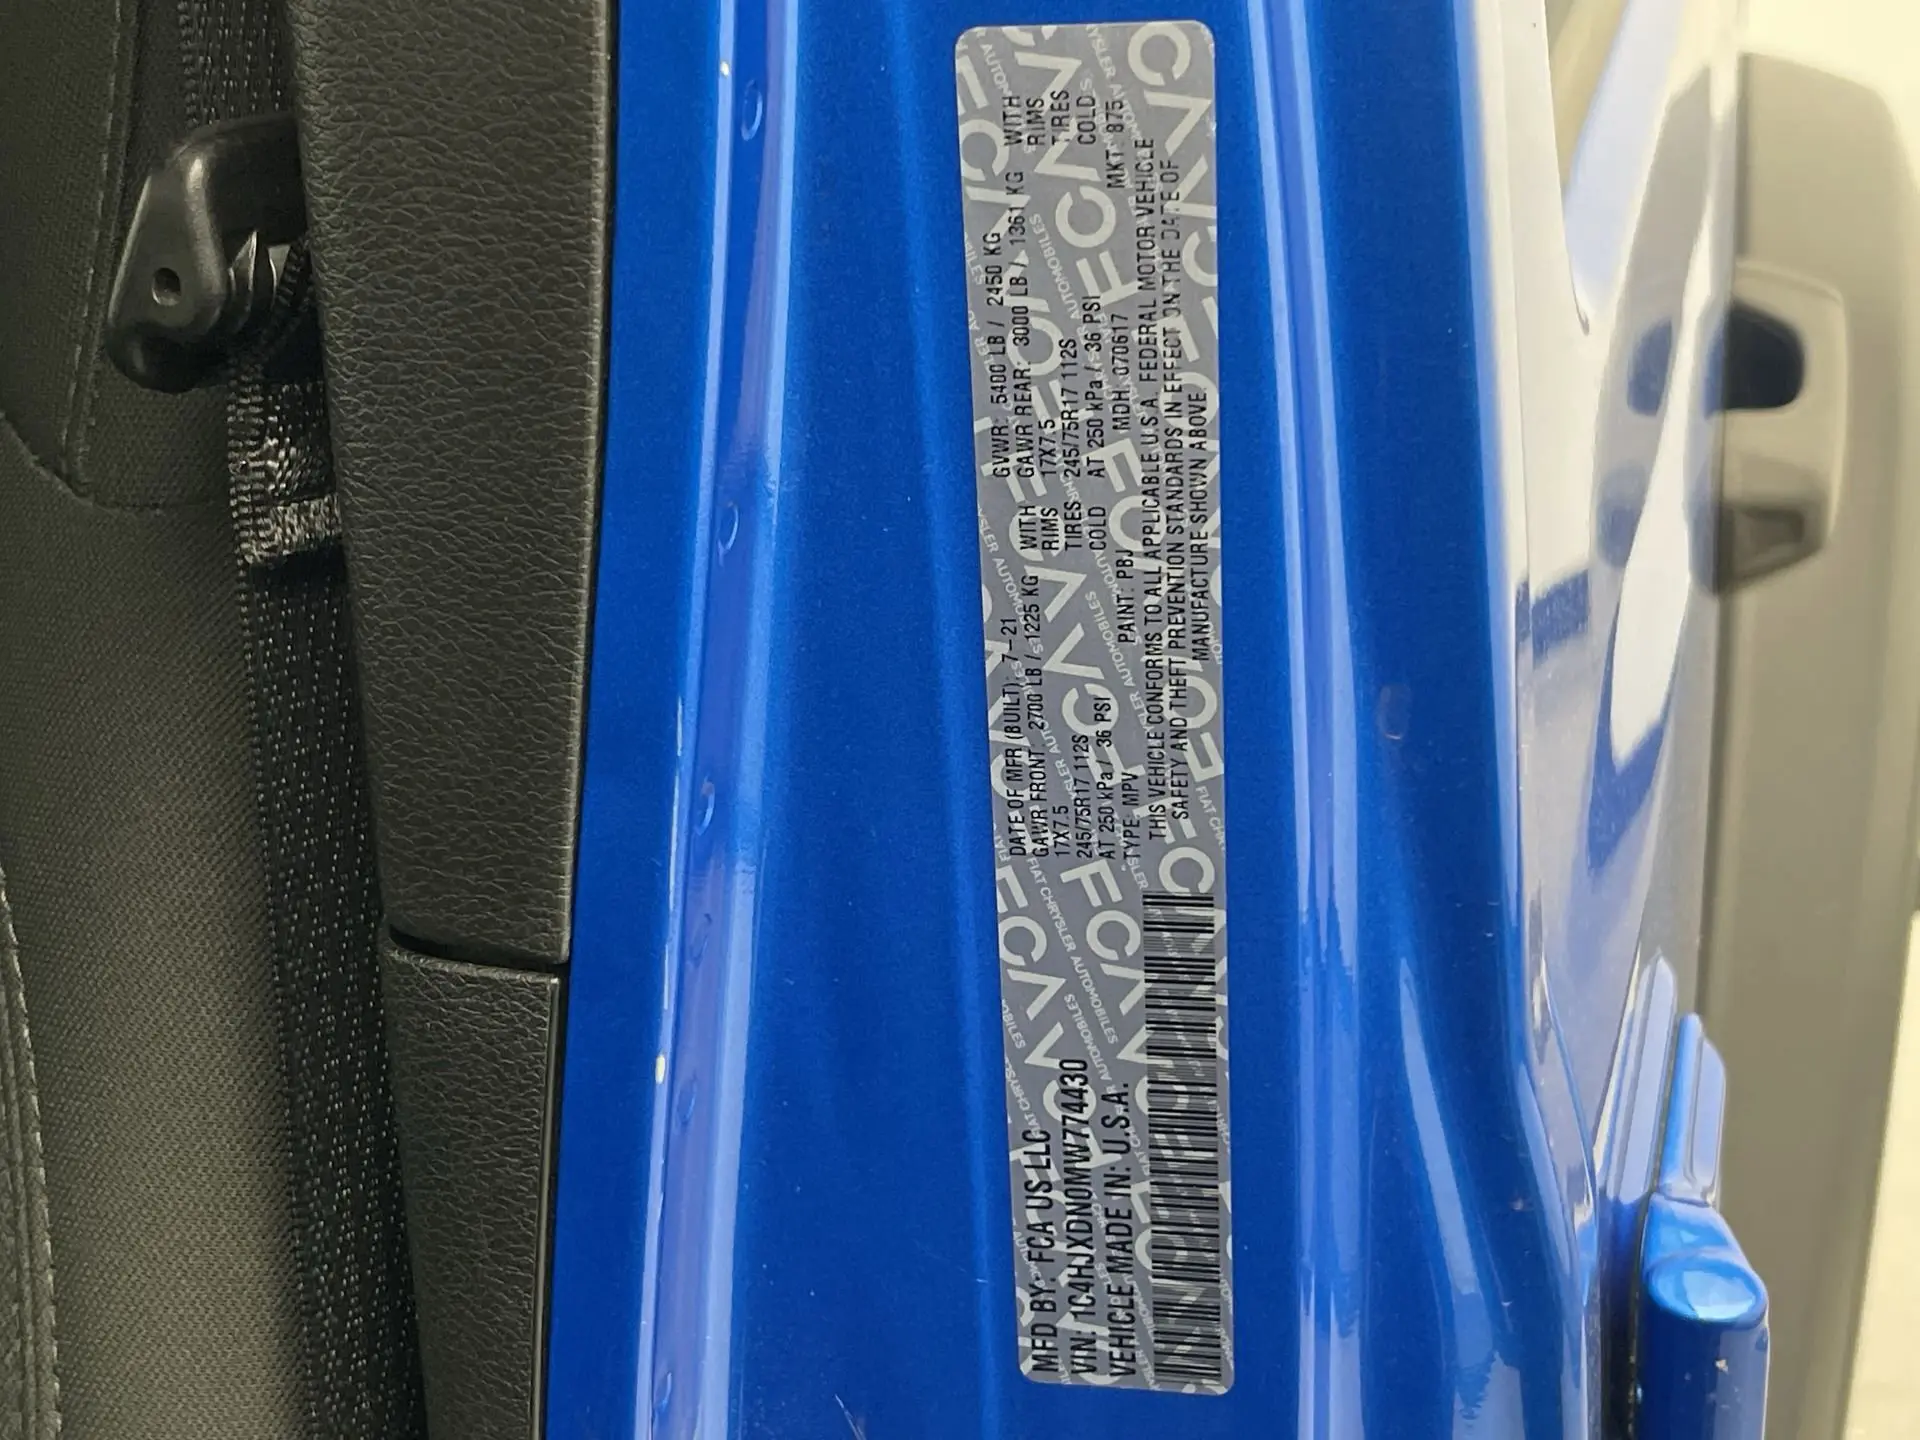 MFD BY: FCA US LLC
VIN: 1C4HJXDN0MW774430
VEHICLE MADE IN: U.S.A.
DATE OF MFR (BUILT): 7-21 GVWR: 5400 LB / 2450 KG
GAWR FRONT: 2700 LB / 1225 KG WITH GAWR REAR: 3000 LB / 1361 KG WITH
17X7.5 RIMS 17X7.5 RIMS
245/75R17 112S TIRES 245/75R17 112S TIRES
AT 250 kPa / 36 PSI COLD AT 250 kPa / 36 PSI COLD
TYPE: MPV PAINT: PBJ MDH: 070617 MKT: 875
THIS VEHICLE CONFORMS TO ALL APPLICABLE U.S.A. FEDERAL MOTOR VEHICLE
SAFETY AND THEFT PREVENTION STANDARDS IN EFFECT ON THE DATE OF
MANUFACTURE SHOWN ABOVE